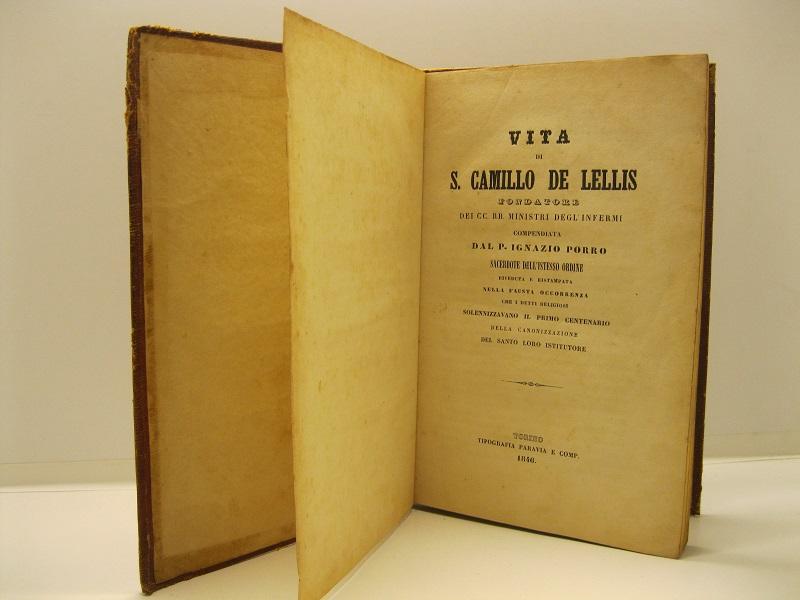 VITA
DI
S. CAMILLO DE LELLIS
FONDATORE
DEI CC. RR. MINISTRI DEGL'INFERMI
COMPENDIATA
DAL P. IGNAZIO PORRO
SACERDOTE DELL'ISTESSO ORDINE
RIVEDUTA E RISTAMPATA
NELLA FAUSTA OCCORRENZA
CHE I DETTI RELIGIOSI
SOLENNIZZAVANO IL PRIMO CENTENARIO
DELLA CANONIZZAZIONE
DEL SANTO LORO ISTITUTORE
TORINO
TIPOGRAFIA PARAVIA E COMP.
1846.